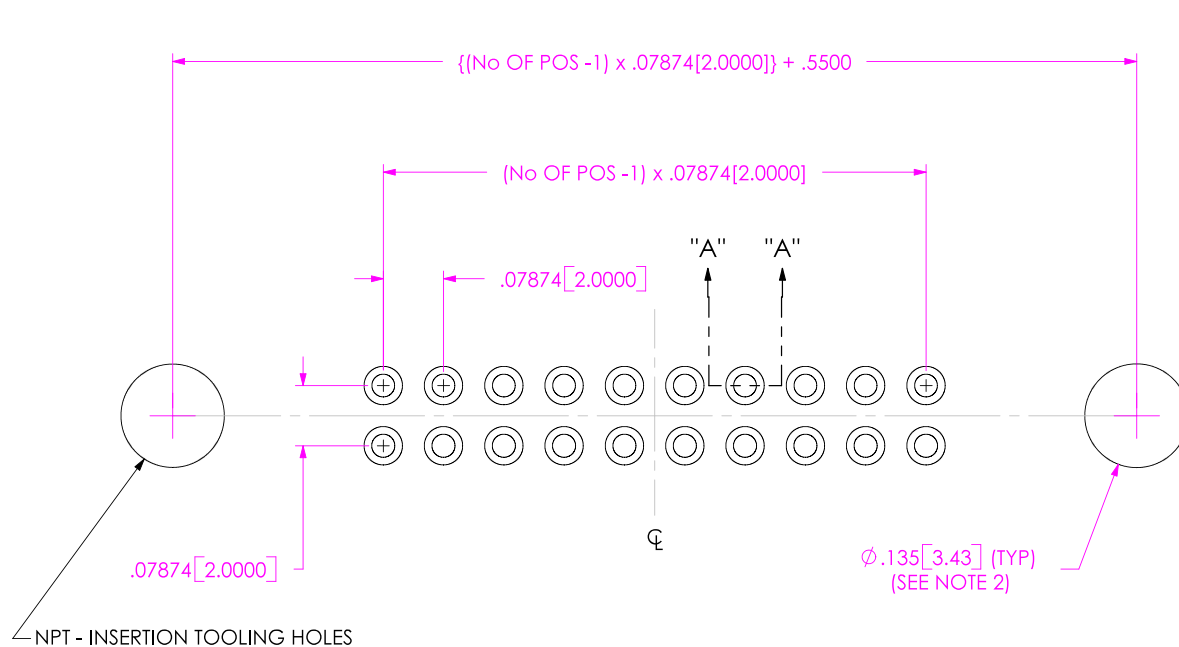 {(No OF POS -1) x .07874[2.0000]} + .5500
(No OF POS -1) x .07874[2.0000]
"A" "A"
.07874[2.0000]
℄
.07874[2.0000]
Ø.135[3.43] (TYP)
(SEE NOTE 2)
NPT - INSERTION TOOLING HOLES